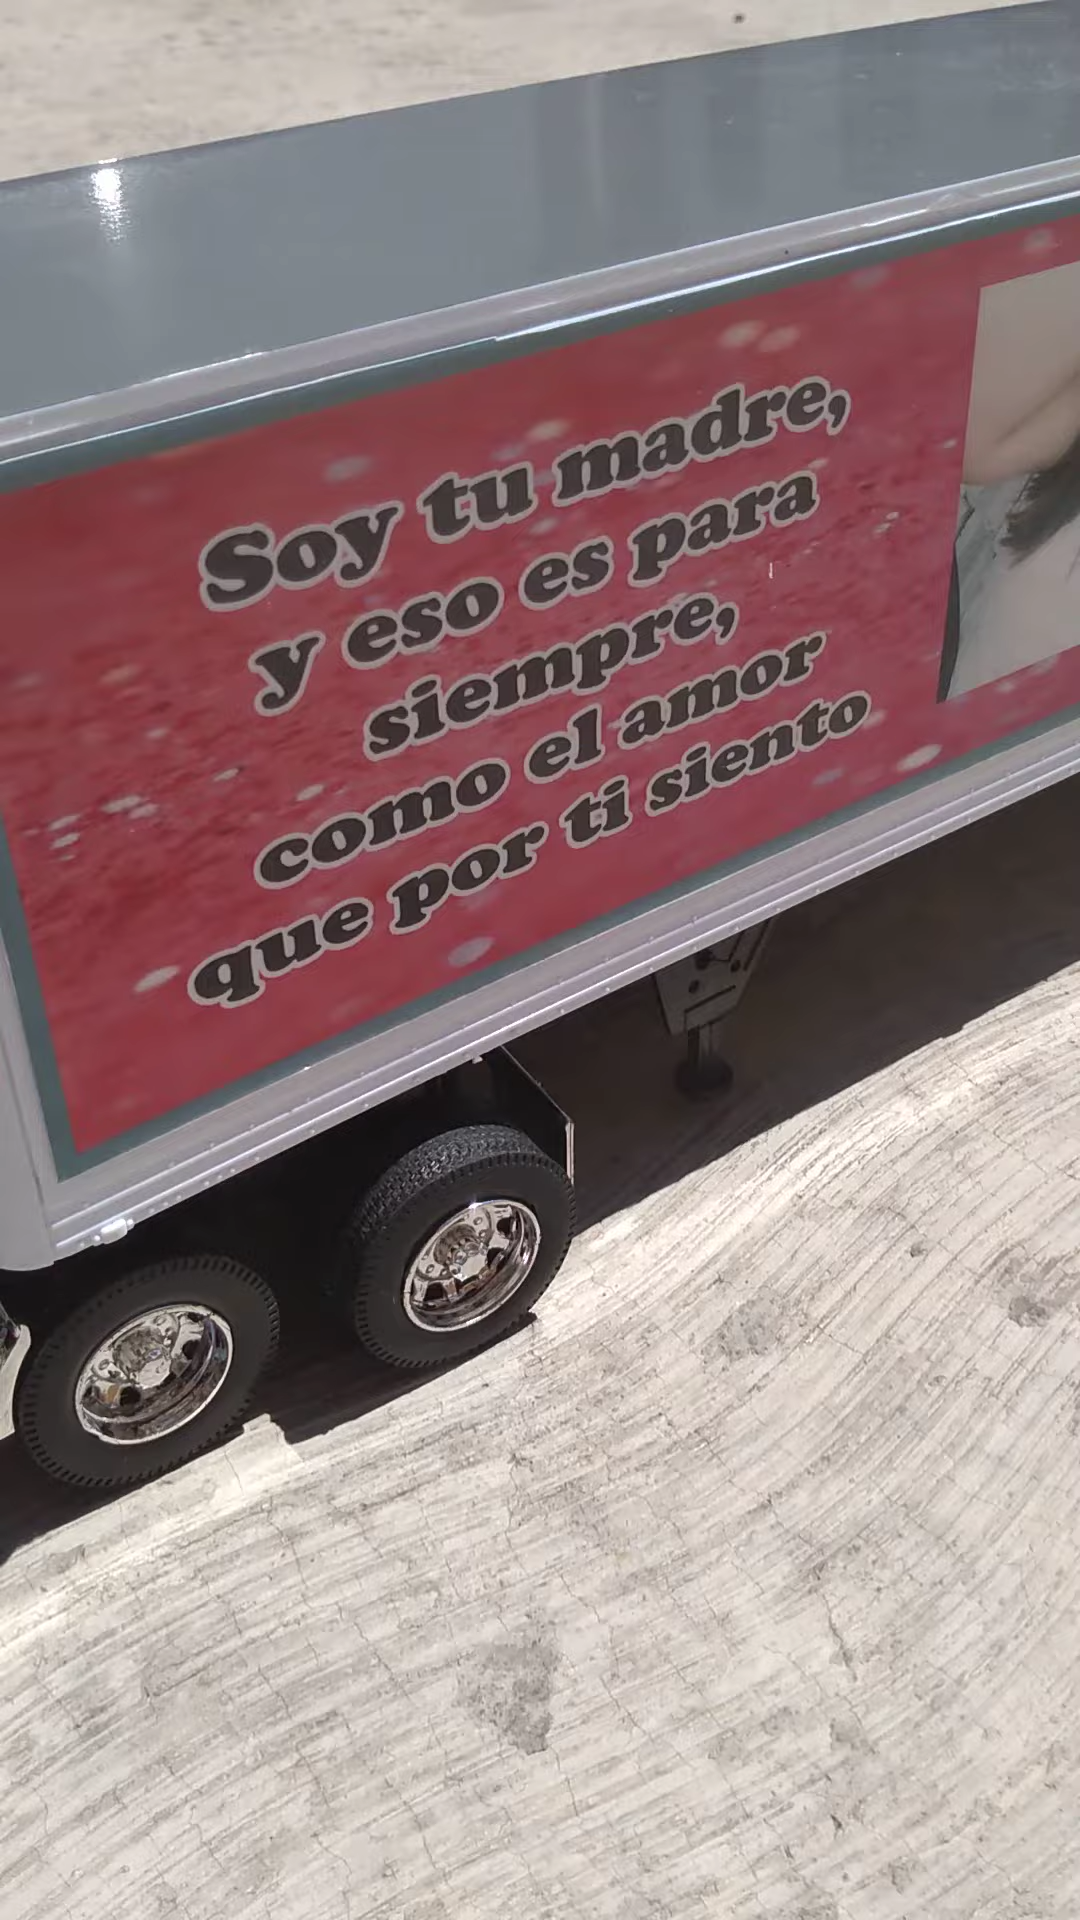 Soy tu madre,
y eso es para
siempre,
como el amor
que por ti siento